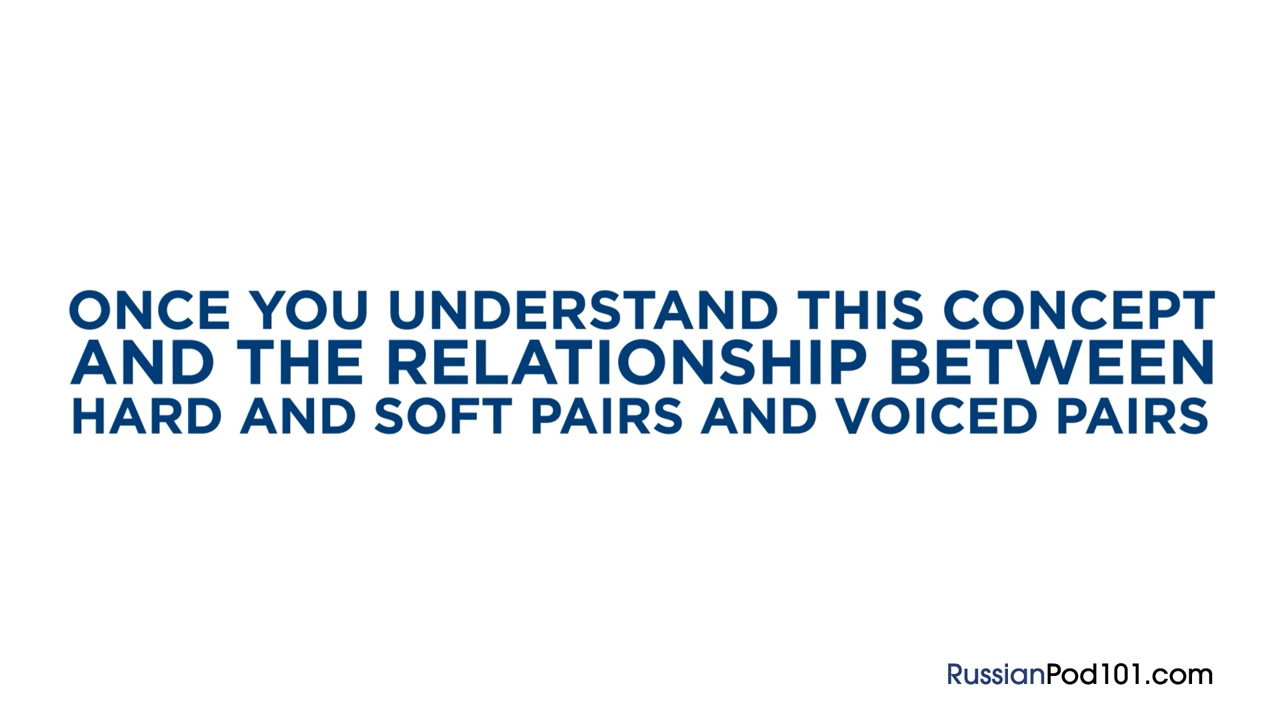 ONCE YOU UNDERSTAND THIS CONCEPT
AND THE RELATIONSHIP BETWEEN
HARD AND SOFT PAIRS AND VOICED PAIRS
RussianPod101.com